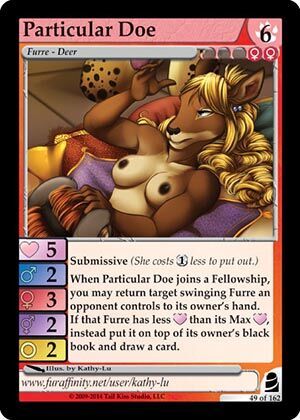 Particular Doe 6
Furre - Deer
5
2
3
2
2
Submissive (She costs 1 less to put out.)
When Particular Doe joins a Fellowship,
you may return target swinging Furre an
opponent controls to its owner's hand.
If that Furre has less than its Max,
instead put it on top of its owner's black
book and draw a card.
Illus. by Kathy-Lu
www.furaffinity.net/user/kathy-lu
49 of 162
© 2009-2014 Tail Kiss Studio, LLC